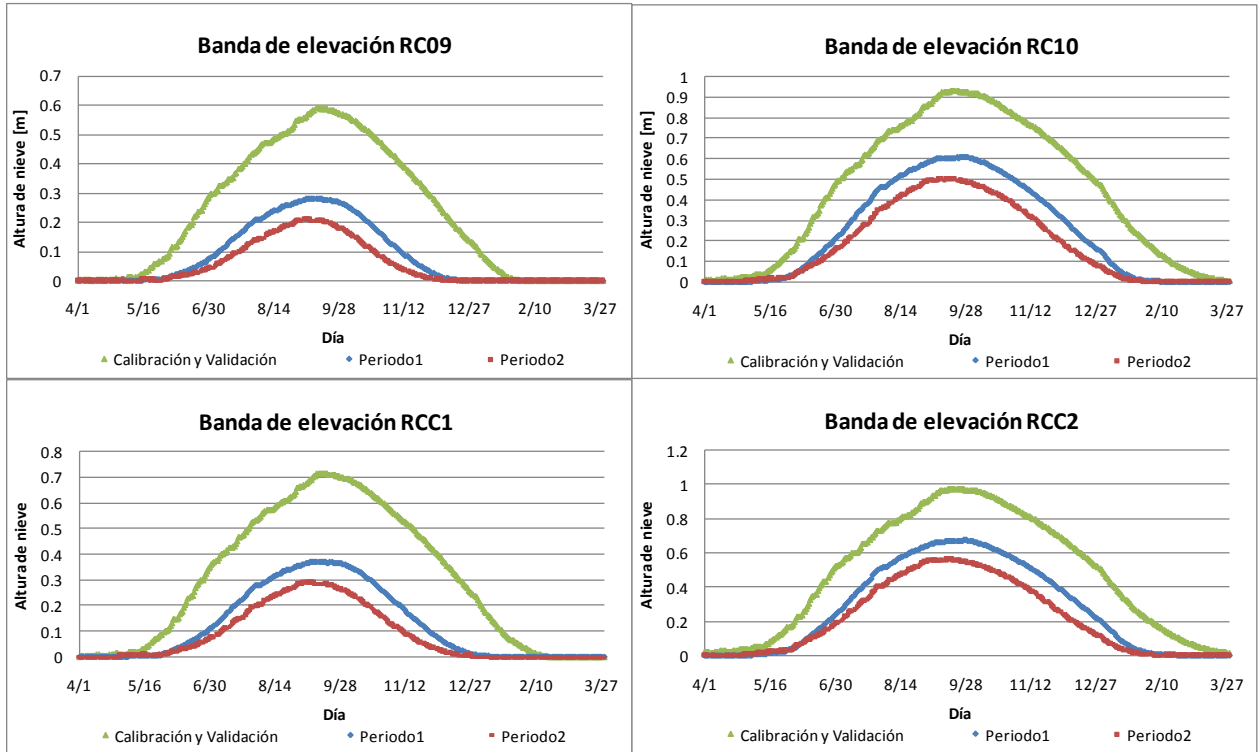 Banda de elevación RC09
Altura de nieve [m]
0.7
0.6
0.5
0.4
0.3
0.2
0.1
0
4/1 5/16 6/30 8/14 9/28 11/12 12/27 2/10 3/27
Día
Calibración y Validación Periodo1 Periodo2
Banda de elevación RC10
Altura de nieve [m]
1
0.9
0.8
0.7
0.6
0.5
0.4
0.3
0.2
0.1
0
4/1 5/16 6/30 8/14 9/28 11/12 12/27 2/10 3/27
Día
Calibración y Validación Periodo1 Periodo2
Banda de elevación RCC1
Altura de nieve
0.8
0.7
0.6
0.5
0.4
0.3
0.2
0.1
0
4/1 5/16 6/30 8/14 9/28 11/12 12/27 2/10 3/27
Día
Calibración y Validación Periodo1 Periodo2
Banda de elevación RCC2
Altura de nieve
1.2
1
0.8
0.6
0.4
0.2
0
4/1 5/16 6/30 8/14 9/28 11/12 12/27 2/10 3/27
Día
Calibración y Validación Periodo1 Periodo2